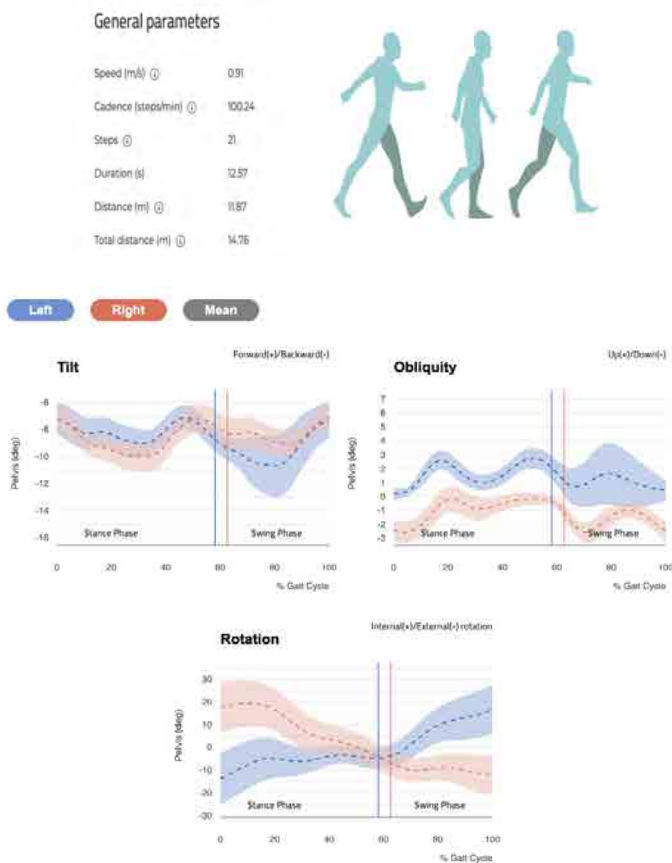 General parameters
Speed (m/s) 0.91
Cadence (steps/min) 100.24
Steps 21
Duration (s) 12.57
Distance (m) 11.87
Total distance (m) 14.76
Left Right Mean
Tilt
Forward(+)/Backward(-)
Pelvis (deg)
-6
-8
-10
-12
-14
-16
Stance Phase
Swing Phase
0 20 40 60 80 100
% Gait Cycle
Obliquity
Up(+)/Down(-)
Pelvis (deg)
7
6
5
4
3
2
1
0
-1
-2
-3
Stance Phase
Swing Phase
0 20 40 60 80 100
% Gait Cycle
Rotation
Internal(+)/External(-) rotation
Pelvis (deg)
30
20
10
0
-10
-20
-30
Stance Phase
Swing Phase
0 20 40 60 80 100
% Gait Cycle